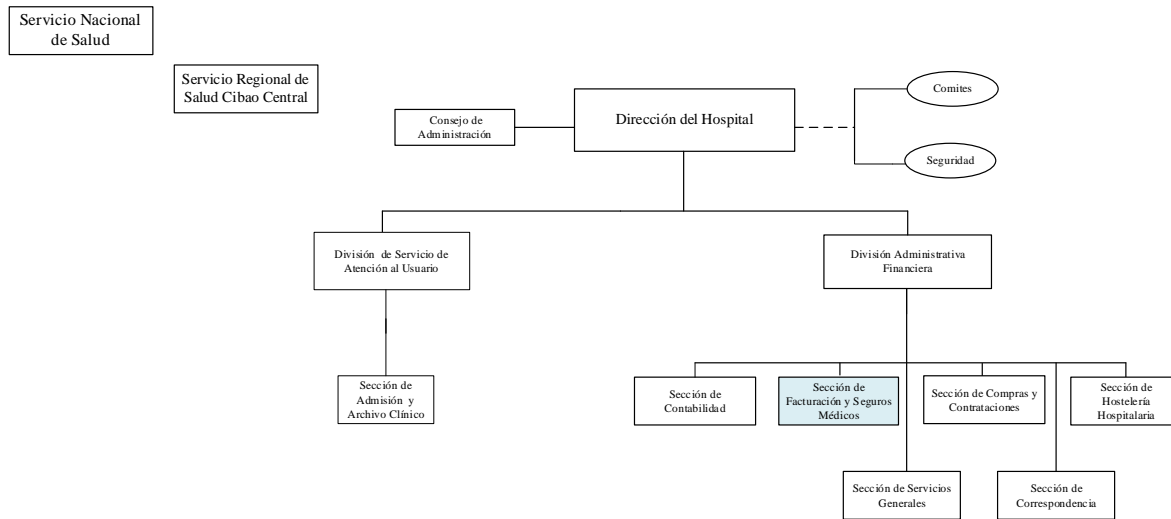 Servicio Nacional
de Salud
Servicio Regional de
Salud Cibao Central
Consejo de
Administración
Dirección del Hospital
Comites
Seguridad
División de Servicio de
Atención al Usuario
División Administrativa
Financiera
Sección de
Admisión y
Archivo Clínico
Sección de
Contabilidad
Sección de
Facturación y Seguros
Médicos
Sección de Compras y
Contrataciones
Sección de
Hostelería
Hospitalaria
Sección de Servicios
Generales
Sección de
Correspondencia